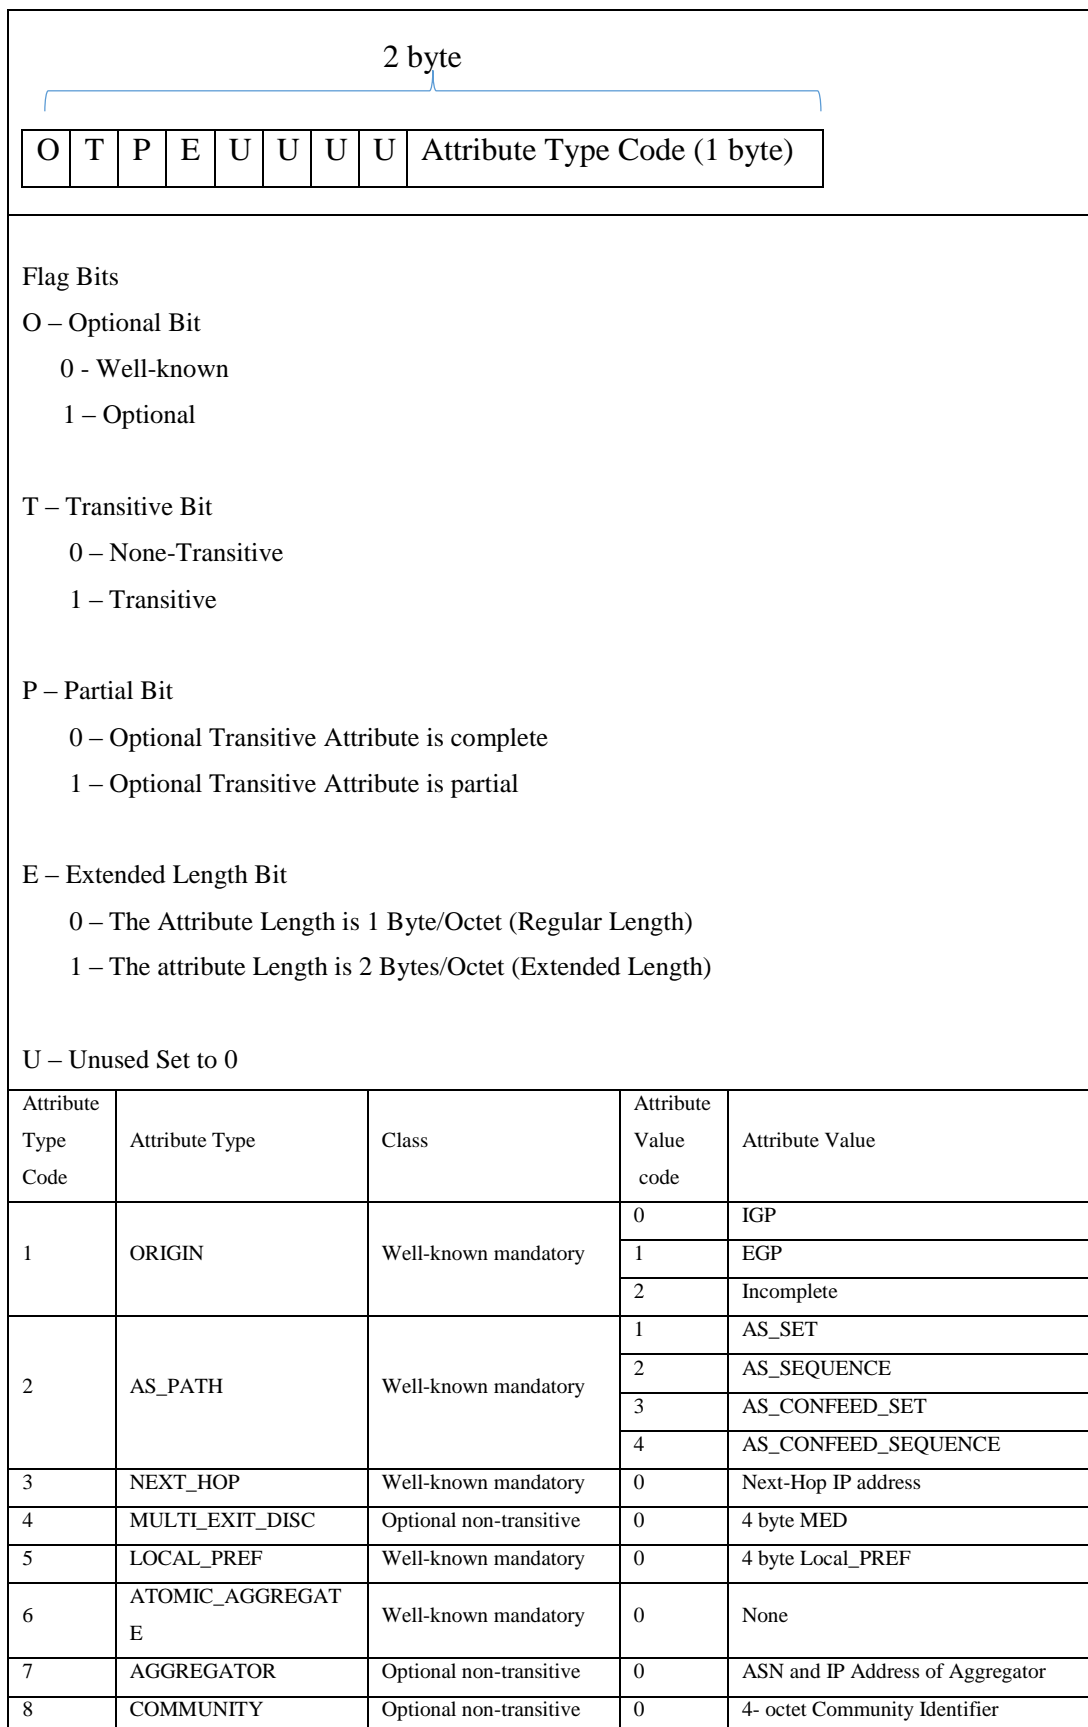 2 byte
O T P E U U U U Attribute Type Code (1 byte)
Flag Bits
O – Optional Bit
0 - Well-known
1 – Optional
T – Transitive Bit
0 – None-Transitive
1 – Transitive
P – Partial Bit
0 – Optional Transitive Attribute is complete
1 – Optional Transitive Attribute is partial
E – Extended Length Bit
0 – The Attribute Length is 1 Byte/Octet (Regular Length)
1 – The attribute Length is 2 Bytes/Octet (Extended Length)
U – Unused Set to 0
Attribute Type Code Attribute Type Class Attribute Value code Attribute Value
1 ORIGIN Well-known mandatory 0 IGP
1 EGP
2 Incomplete
2 AS_PATH Well-known mandatory 1 AS_SET
2 AS_SEQUENCE
3 AS_CONFEED_SET
4 AS_CONFEED_SEQUENCE
3 NEXT_HOP Well-known mandatory 0 Next-Hop IP address
4 MULTI_EXIT_DISC Optional non-transitive 0 4 byte MED
5 LOCAL_PREF Well-known mandatory 0 4 byte Local_PREF
6 ATOMIC_AGGREGAT
E Well-known mandatory 0 None
7 AGGREGATOR Optional non-transitive 0 ASN and IP Address of Aggregator
8 COMMUNITY Optional non-transitive 0 4- octet Community Identifier